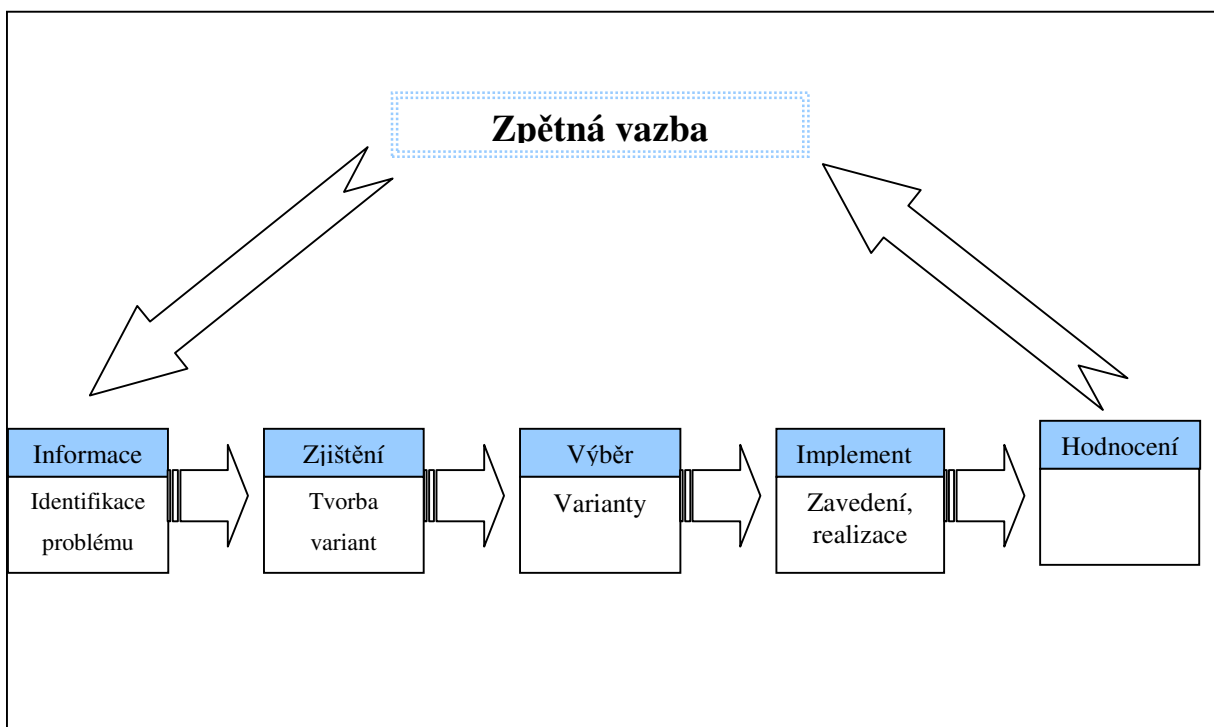 Zpětná vazba
Informace
Identifikace
problému
Zjištění
Tvorba
variant
Výběr
Varianty
Implement
Zavedení,
realizace
Hodnocení